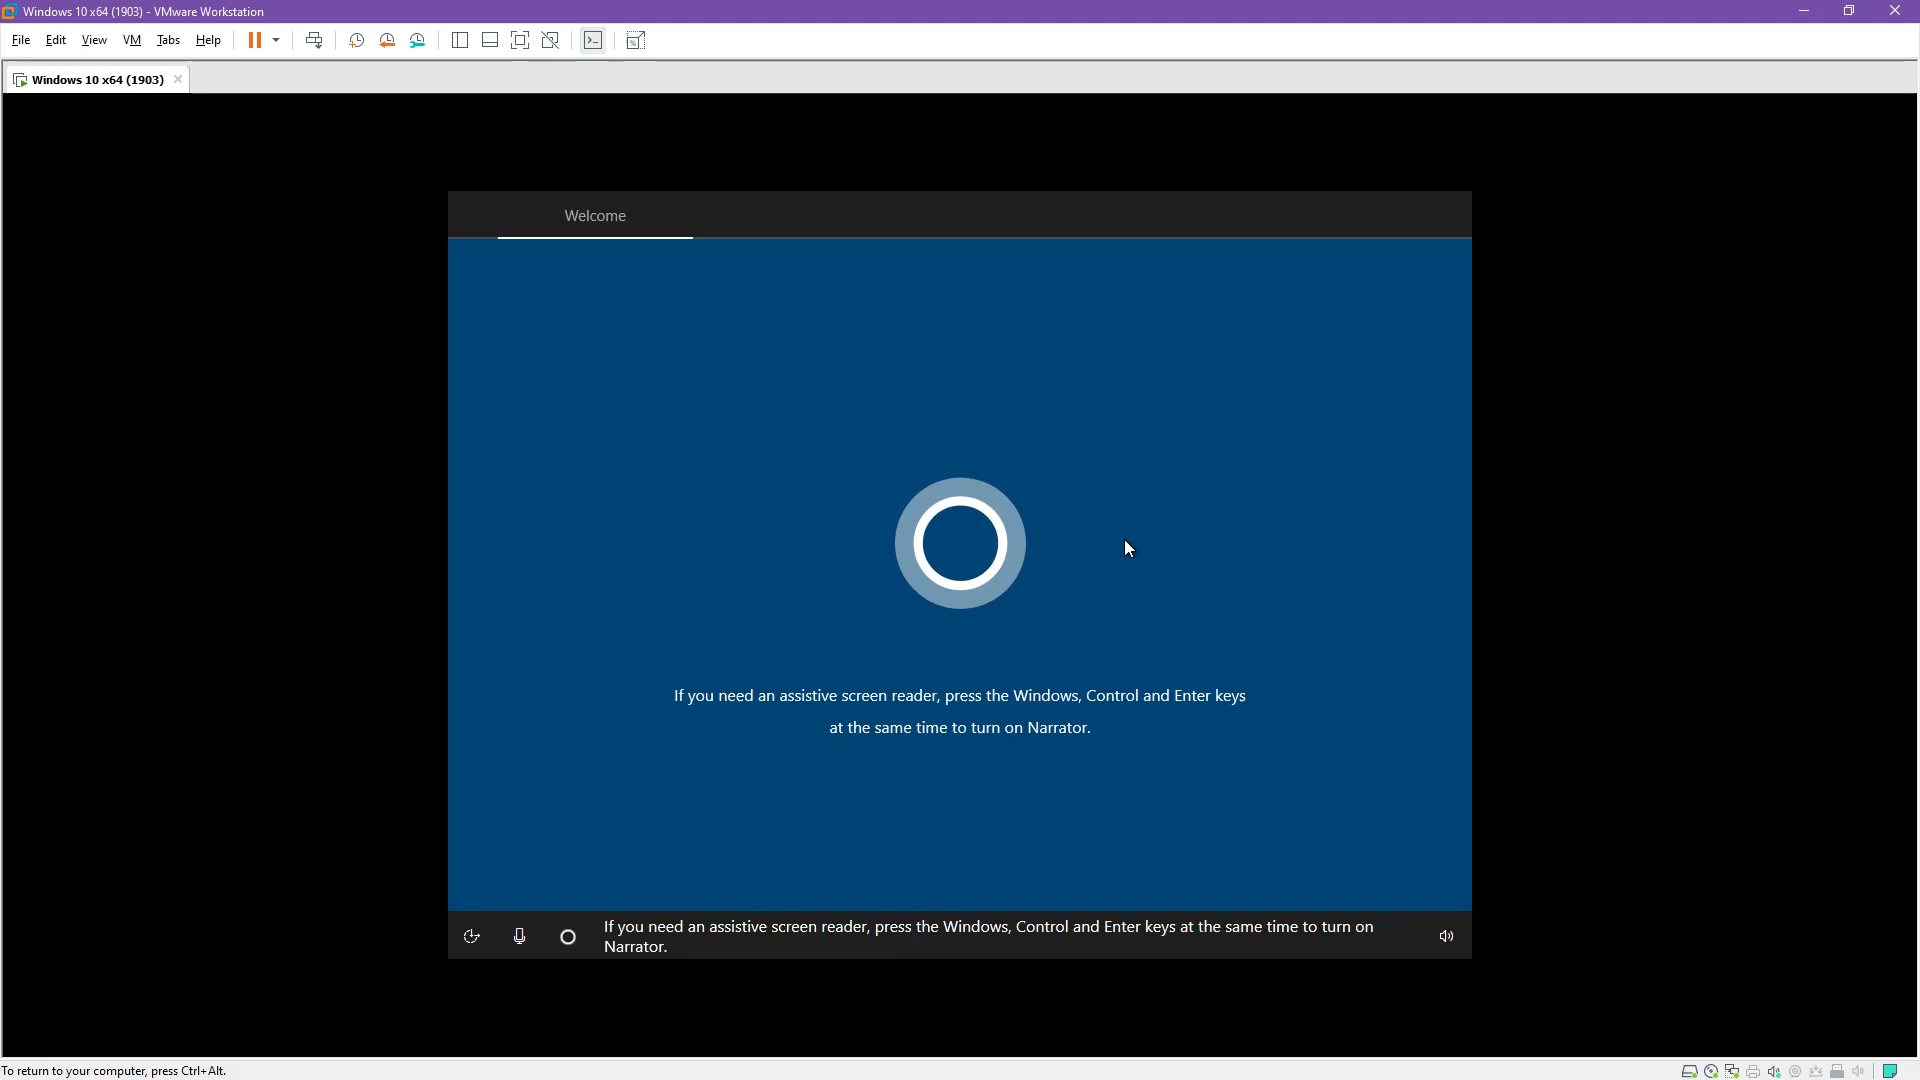 Windows 10 x64 (1903) - VMware Workstation
File Edit View VM Tabs Help
Windows 10 x64 (1903)
Welcome
If you need an assistive screen reader, press the Windows, Control and Enter keys
at the same time to turn on Narrator.
If you need an assistive screen reader, press the Windows, Control and Enter keys at the same time to turn on
Narrator.
To return to your computer, press Ctrl+Alt.